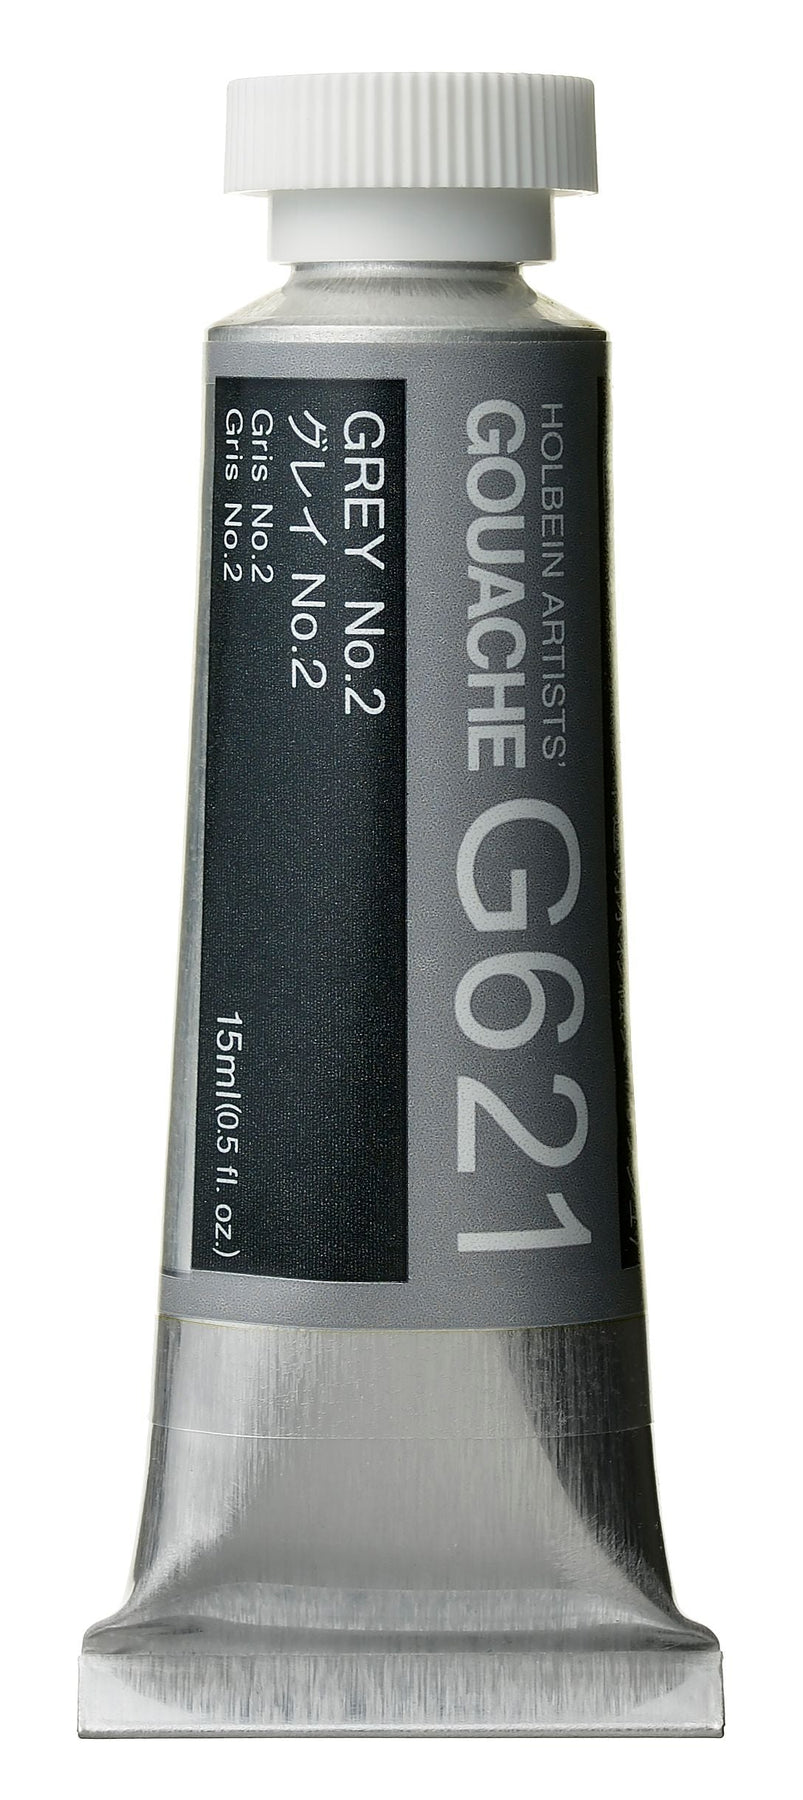 HOLBEIN ARTISTS'
GOUACHE G621
GREY No.2
グレイ No.2
Gris No.2
Gris No.2
15ml(0.5 fl. oz.)